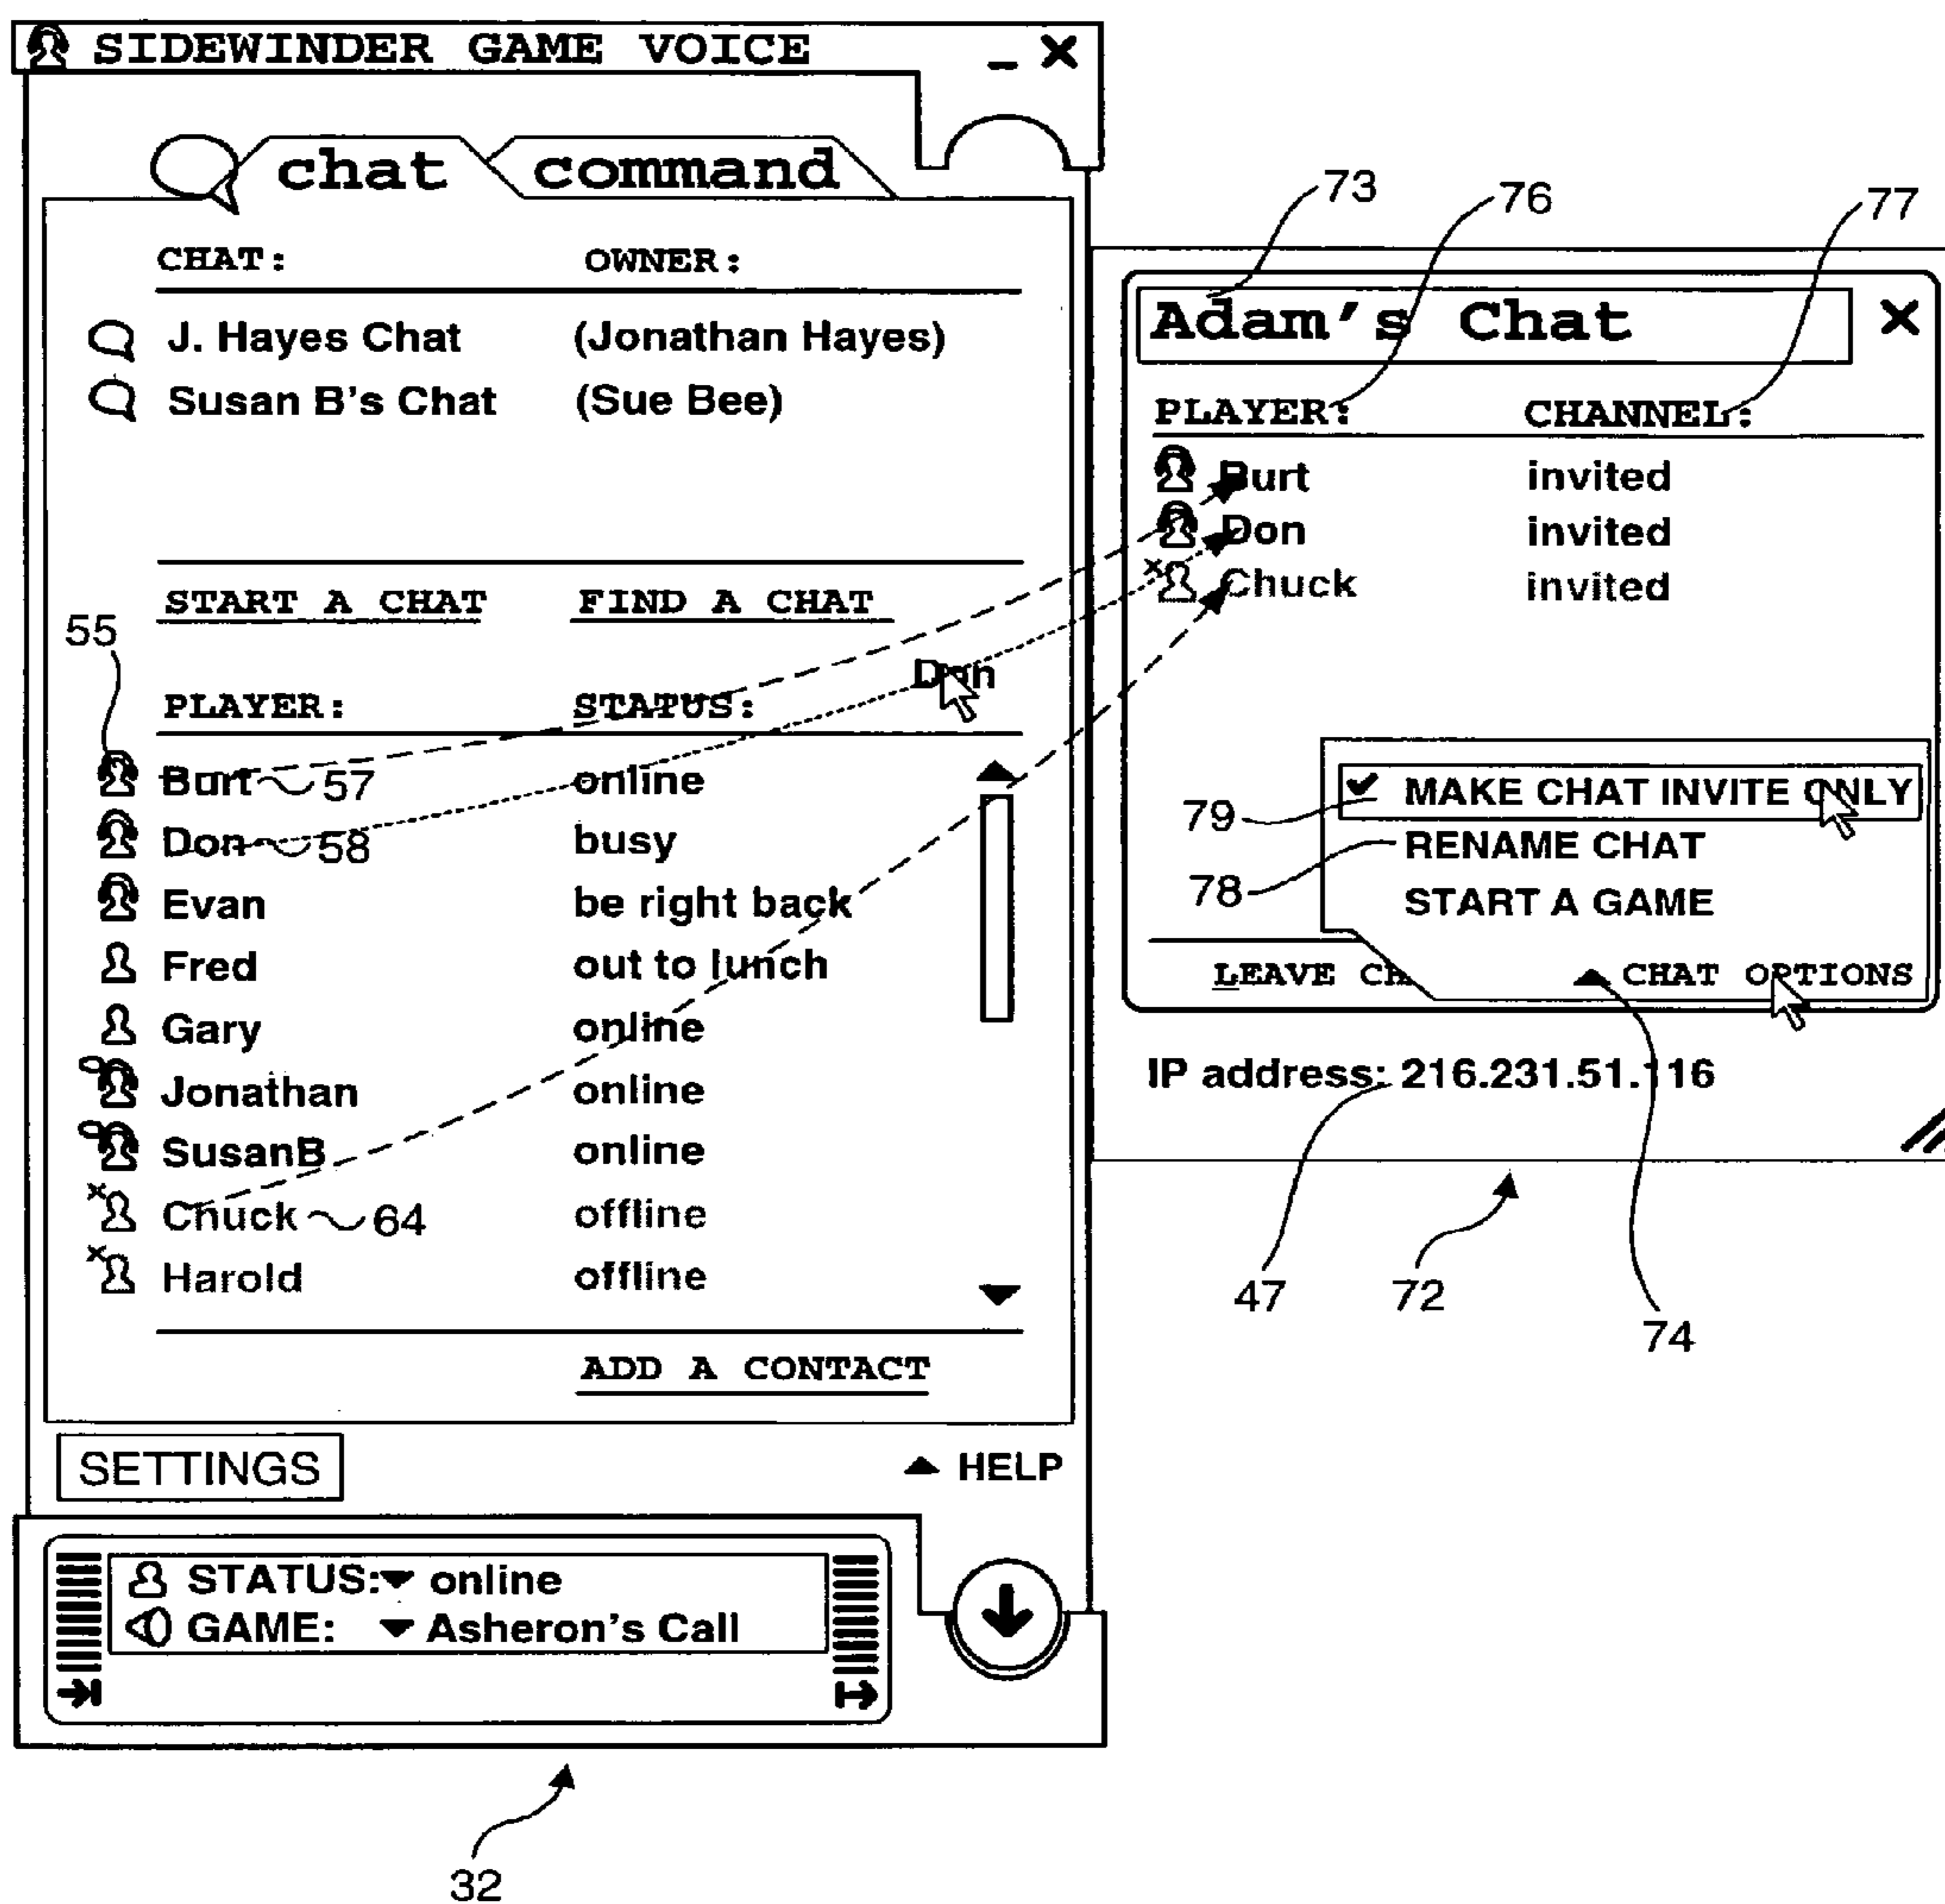 SIDEWINDER GAME VOICE _ X
chat command
CHAT: OWNER:
J. Hayes Chat (Jonathan Hayes)
Susan B's Chat (Sue Bee)
START A CHAT FIND A CHAT
55
Don
PLAYER: STATUS:
Burt 57 online
Don 58 busy
Evan be right back
Fred out to lunch
Gary online
Jonathan online
SusanB online
x Chuck 64 offline
x Harold offline
ADD A CONTACT
SETTINGS HELP
STATUS: online
GAME: Asheron's Call
32
73 76 77
Adam's Chat X
PLAYER: CHANNEL:
Burt invited
Don invited
x Chuck invited
79 MAKE CHAT INVITE ONLY
78 RENAME CHAT
START A GAME
LEAVE CH CHAT OPTIONS
IP address: 216.231.51.116
47 72 74